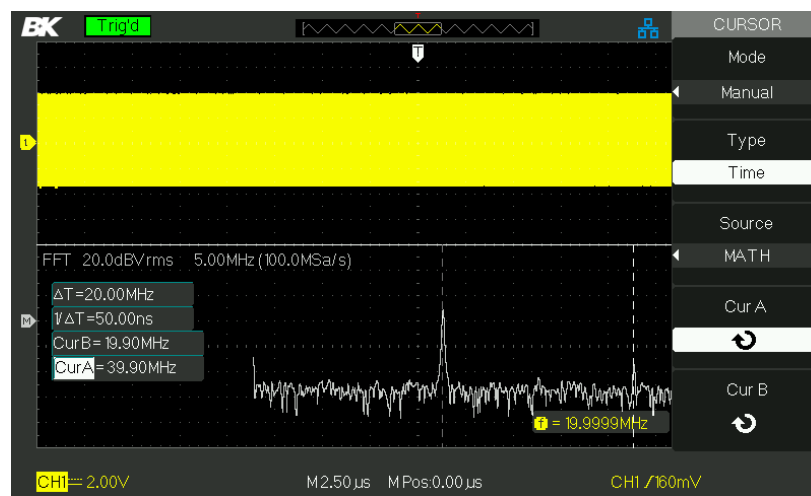 BK Trig'd CURSOR
T
Mode
Manual
1
Type
Time
Source
FFT 20.0dBVrms 5.00MHz (100.0MSa/s)
MATH
ΔT=20.00MHz
1/ΔT=50.00ns
M
CurB= 19.90MHz
CurA= 39.90MHz
Cur A
Cur B
f = 19.9999MHz
CH1 2.00V M 2.50µs M Pos:0.00µs CH1 /160mV